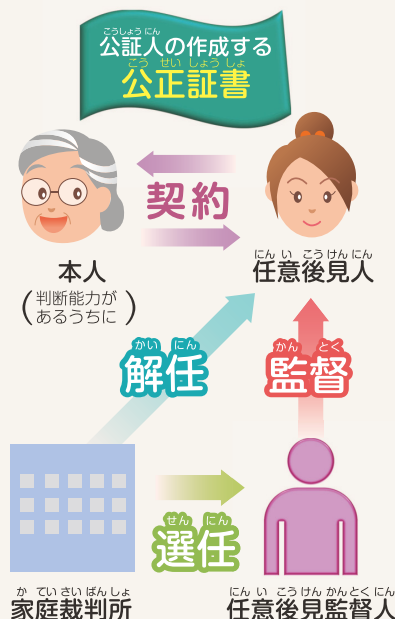 こうしょうにん
公証人の作成する
こうせいしょうしょ
公正証書
契約
本人
(判断能力が
あるうちに)
にんいこうけんにん
任意後見人
かいにん
解任
かんとく
監督
せんにん
選任
かていさいばんしょ
家庭裁判所
にんいこうけんかんとくにん
任意後見監督人